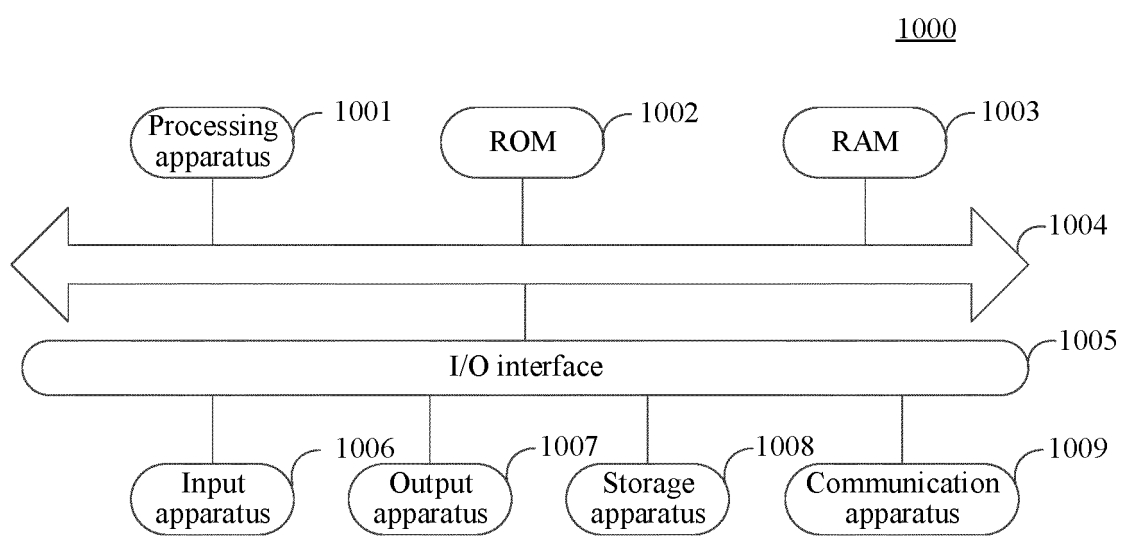 1000
Processing
apparatus
1001
ROM
1002
RAM
1003
1004
I/O interface
1005
Input
apparatus
1006
Output
apparatus
1007
Storage
apparatus
1008
Communication
apparatus
1009